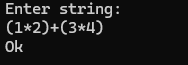 Enter string:
(1*2)+(3*4)
Ok